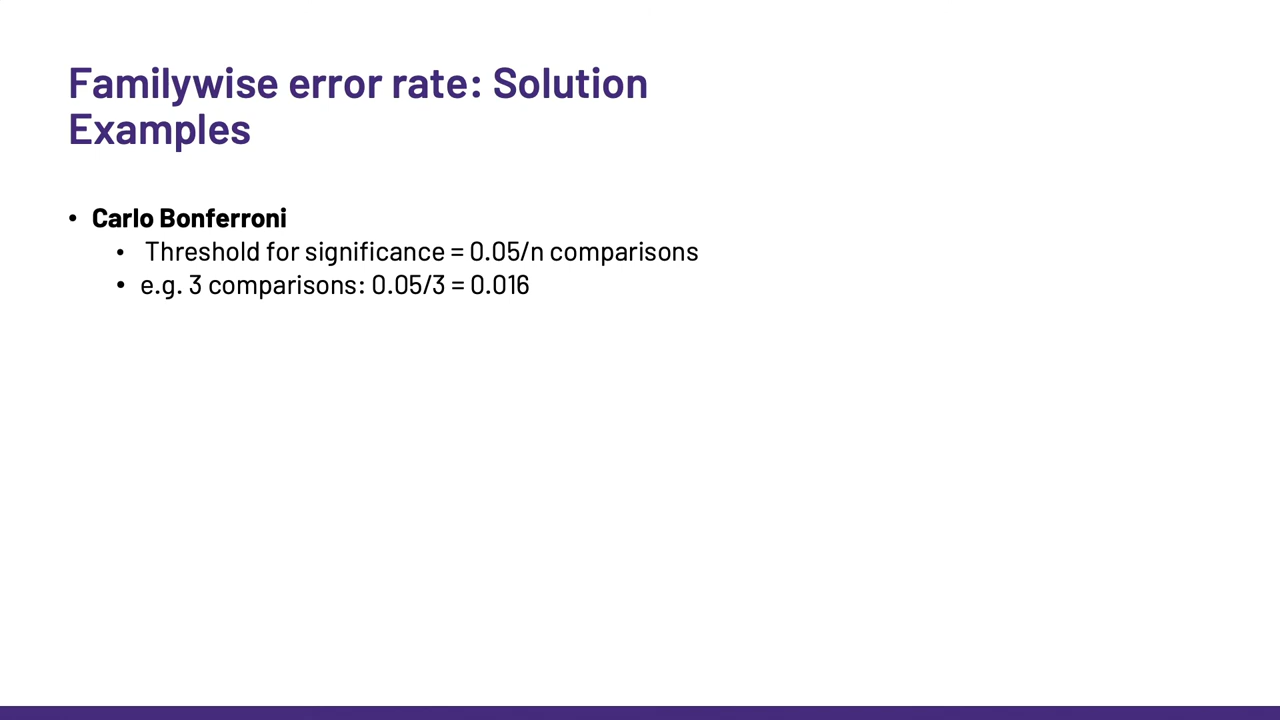 Familywise error rate: Solution
Examples
• Carlo Bonferroni
• Threshold for significance = 0.05/n comparisons
• e.g. 3 comparisons: 0.05/3 = 0.016